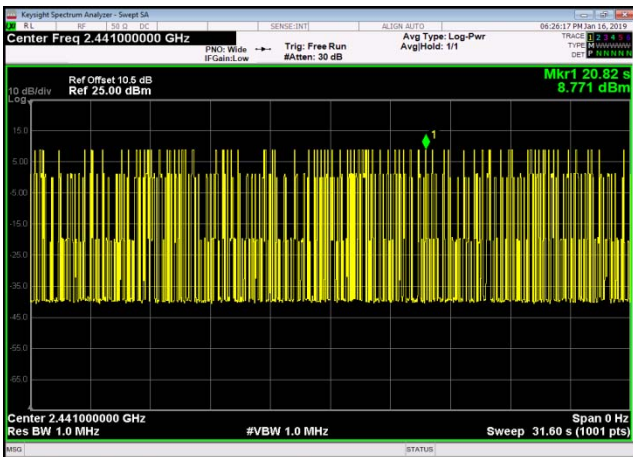 Keysight Spectrum Analyzer - Swept SA
RL RF 50 Ω DC SENSE:INT ALIGN AUTO 06:26:17 PM Jan 16, 2019
Center Freq 2.441000000 GHz
PNO: Wide
IFGain:Low
Trig: Free Run
#Atten: 30 dB
Avg Type: Log-Pwr
Avg|Hold: 1/1
TRACE 1 2 3 4 5 6
TYPE M W W W W W
DET P N N N N N
Ref Offset 10.5 dB
Ref 25.00 dBm
Mkr1 20.82 s
8.771 dBm
10 dB/div
Log
15.0
1
5.00
-5.00
-15.0
-25.0
-35.0
-45.0
-55.0
-65.0
Center 2.441000000 GHz Span 0 Hz
Res BW 1.0 MHz #VBW 1.0 MHz Sweep 31.60 s (1001 pts)
MSG STATUS